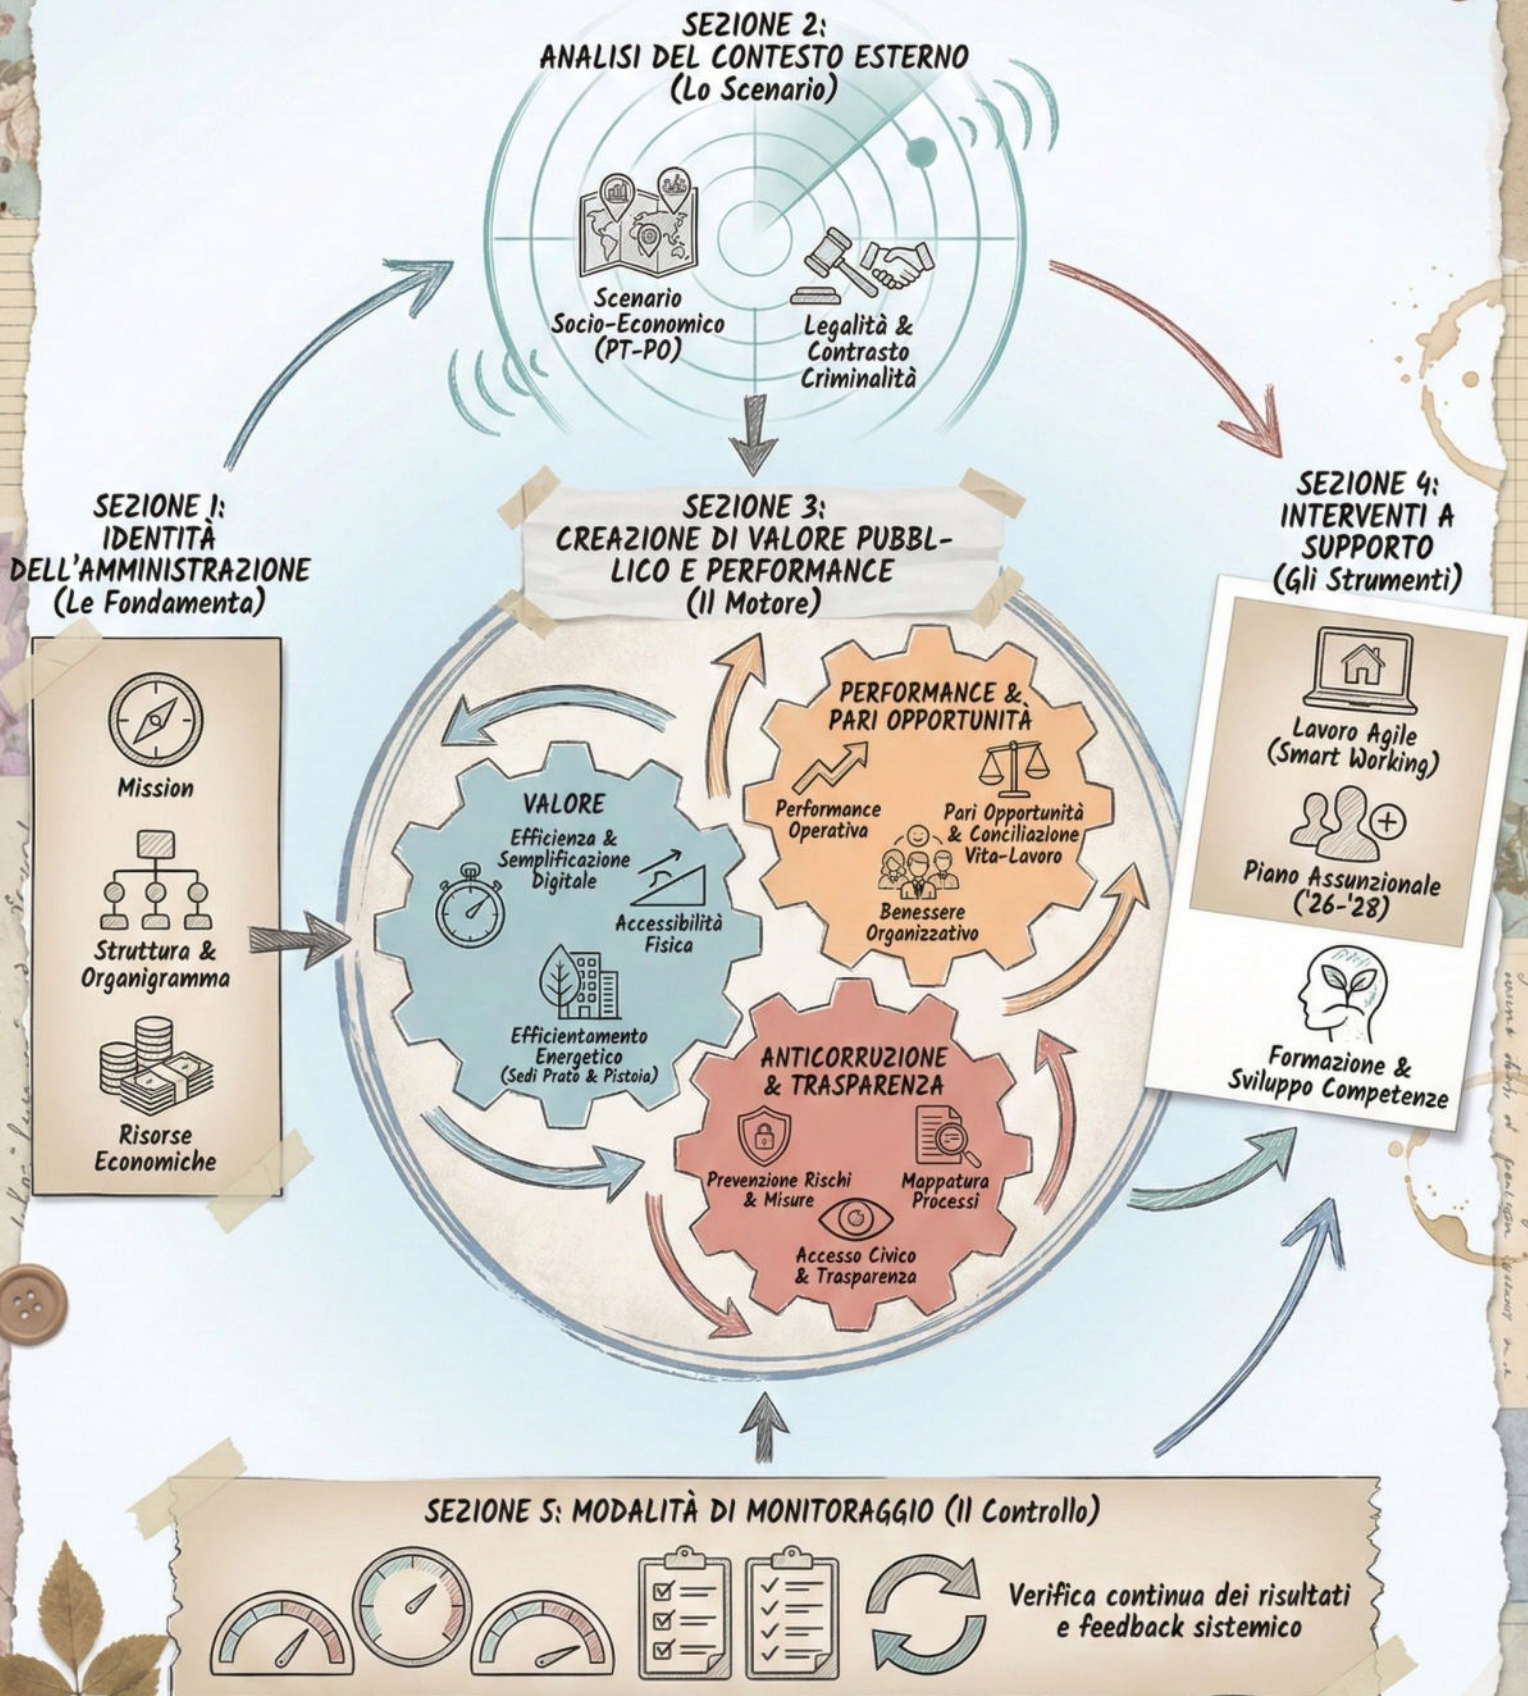 SEZIONE 2:
ANALISI DEL CONTESTO ESTERNO
(Lo Scenario)
Scenario
Socio-Economico
(PT-PO)
Legalità &
Contrasto
Criminalità
SEZIONE 1:
IDENTITÀ
DELL'AMMINISTRAZIONE
(Le Fondamenta)
Mission
Struttura &
Organigramma
Risorse
Economiche
SEZIONE 3:
CREAZIONE DI VALORE PUBBL-
LICO E PERFORMANCE
(Il Motore)
VALORE
Efficienza &
Semplificazione
Digitale
Accessibilità
Fisica
Efficientamento
Energetico
(Sedi Prato & Pistoia)
PERFORMANCE &
PARI OPPORTUNITÀ
Performance
Operativa
Pari Opportunità
& Conciliazione
Vita-Lavoro
Benessere
Organizzativo
ANTICORRUZIONE
& TRASPARENZA
Prevenzione Rischi
& Misure
Mappatura
Processi
Accesso Civico
& Trasparenza
SEZIONE 4:
INTERVENTI A
SUPPORTO
(Gli Strumenti)
Lavoro Agile
(Smart Working)
Piano Assunzionale
('26-'28)
Formazione &
Sviluppo Competenze
SEZIONE 5: MODALITÀ DI MONITORAGGIO (Il Controllo)
Verifica continua dei risultati
e feedback sistemico